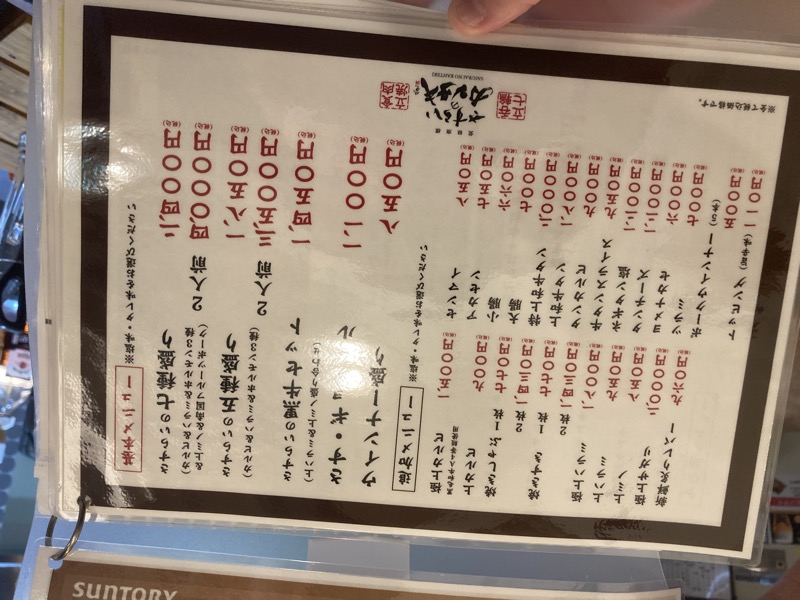 SUNTORY
基本メニュー ※塩味・タレ味をお選びください
さすらいの七種盛り 二、四〇〇円(税込)
(カルビ&ハラミ&ホルモン3種
&上ミノ&南国フルーツポーク) 2人前 四、〇〇〇円(税込)
さすらいの五種盛り 一、八五〇円(税込)
(カルビ&ハラミ&ホルモン3種) 2人前 三、五〇〇円(税込)
さすらいの黒牛セット 一、四五〇円(税込)
(上ハラミ&上ミノ盛り合わせ)
さす・ギョ ル 一、一〇〇円(税込)
ウインナー盛り 八五〇円(税込)
追加メニュー ※塩味・タレ味をお選びください
極上カルビ 一、五〇〇円(税込)
黒毛和牛A4等級使用
上カルビ 九〇〇円(税込)
焼きしゃぶ 1枚 七七〇円(税込)
2枚 一、四三〇円(税込)
焼きすき 1枚 七七〇円(税込)
2枚 一、四三〇円(税込)
極上ハラミ 一、八〇〇円(税込)
上ハラミ 九五〇円(税込)
上ミノ 八五〇円(税込)
極上サガリ 二、〇〇〇円(税込)
新鮮炙りレバー 九六〇円(税込)
センマイ 八五〇円(税込)
アカセン 七五〇円(税込)
小腸 六六〇円(税込)
大腸 七〇〇円(税込)
特上和牛タン 二、〇〇〇円(税込)
上和牛タン 一、八〇〇円(税込)
タンカルビ 九〇〇円(税込)
牛タンスライス 九五〇円(税込)
ネギタン塩 一、二〇〇円(税込)
タンチーズ 一、二〇〇円(税込)
ヨメナカセ 六〇〇円(税込)
ツラミ 七〇〇円(税込)
ポークウインナー(5本) 五〇〇円(税込)
トッピング(旨辛味) 一一〇円(税込)
食肉立焼
さすらいのカンテキ
SASURAI NO KANTEKI
呑輪立七
※全て税込価格です。